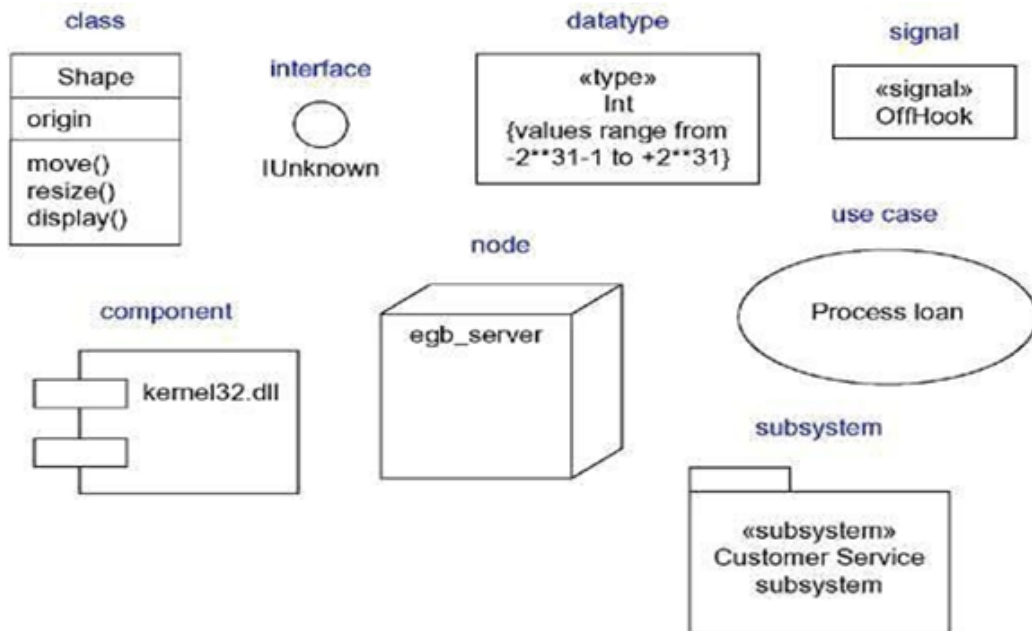 class
Shape
origin
move()
resize()
display()
interface
IUnknown
datatype
«type»
Int
{values range from
-2**31-1 to +2**31}
signal
«signal»
OffHook
component
kernel32.dll
node
egb_server
use case
Process loan
subsystem
«subsystem»
Customer Service
subsystem